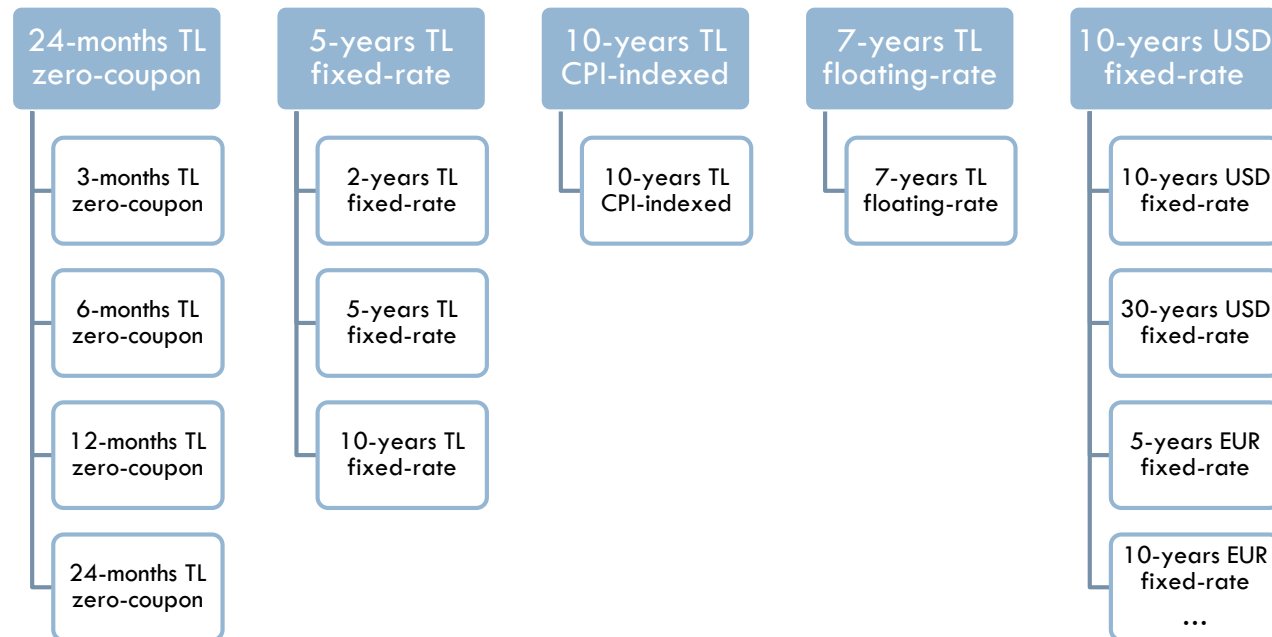 24-months TL
zero-coupon
3-months TL
zero-coupon
6-months TL
zero-coupon
12-months TL
zero-coupon
24-months TL
zero-coupon
5-years TL
fixed-rate
2-years TL
fixed-rate
5-years TL
fixed-rate
10-years TL
fixed-rate
10-years TL
CPI-indexed
10-years TL
CPI-indexed
7-years TL
floating-rate
7-years TL
floating-rate
10-years USD
fixed-rate
10-years USD
fixed-rate
30-years USD
fixed-rate
5-years EUR
fixed-rate
10-years EUR
fixed-rate
...